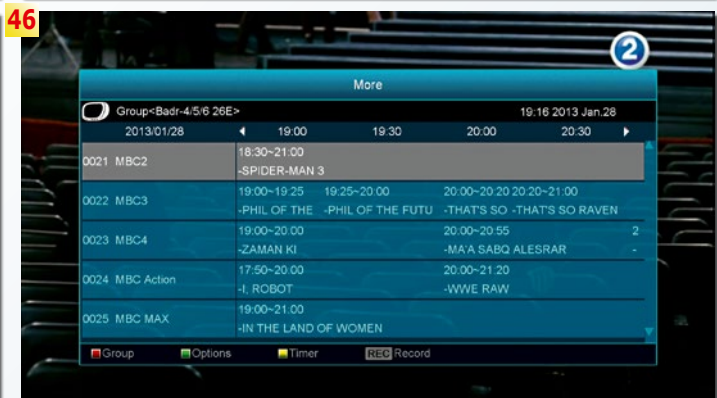 46
2
More
Group<Badr-4/5/6 26E> 19:16 2013 Jan.28
2013/01/28 19:00 19:30 20:00 20:30
0021 MBC2
18:30~21:00
-SPIDER-MAN 3
0022 MBC3
19:00~19:25 19:25~20:00 20:00~20:20 20:20~21:00
-PHIL OF THE -PHIL OF THE FUTU -THAT'S SO -THAT'S SO RAVEN
0023 MBC4
19:00~20:00 20:00~20:55 2
-ZAMAN KI -MA'A SABQ ALESRAR -
0024 MBC Action
17:50~20:00 20:00~21:20
-I, ROBOT -WWE RAW
0025 MBC MAX
19:00~21:00
-IN THE LAND OF WOMEN
Group Options Timer REC Record